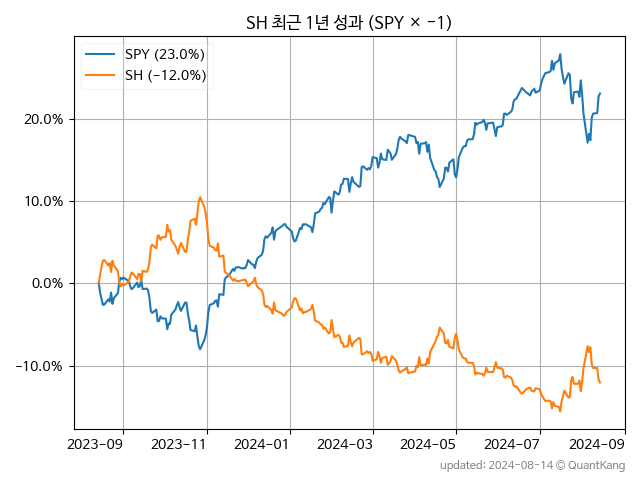 SH 최근 1년 성과 (SPY × −1)
SPY (23.0%)
SH (−12.0%)
20.0%
10.0%
0.0%
−10.0%
2023-09 2023-11 2024-01 2024-03 2024-05 2024-07 2024-09
updated: 2024-08-14 © QuantKang